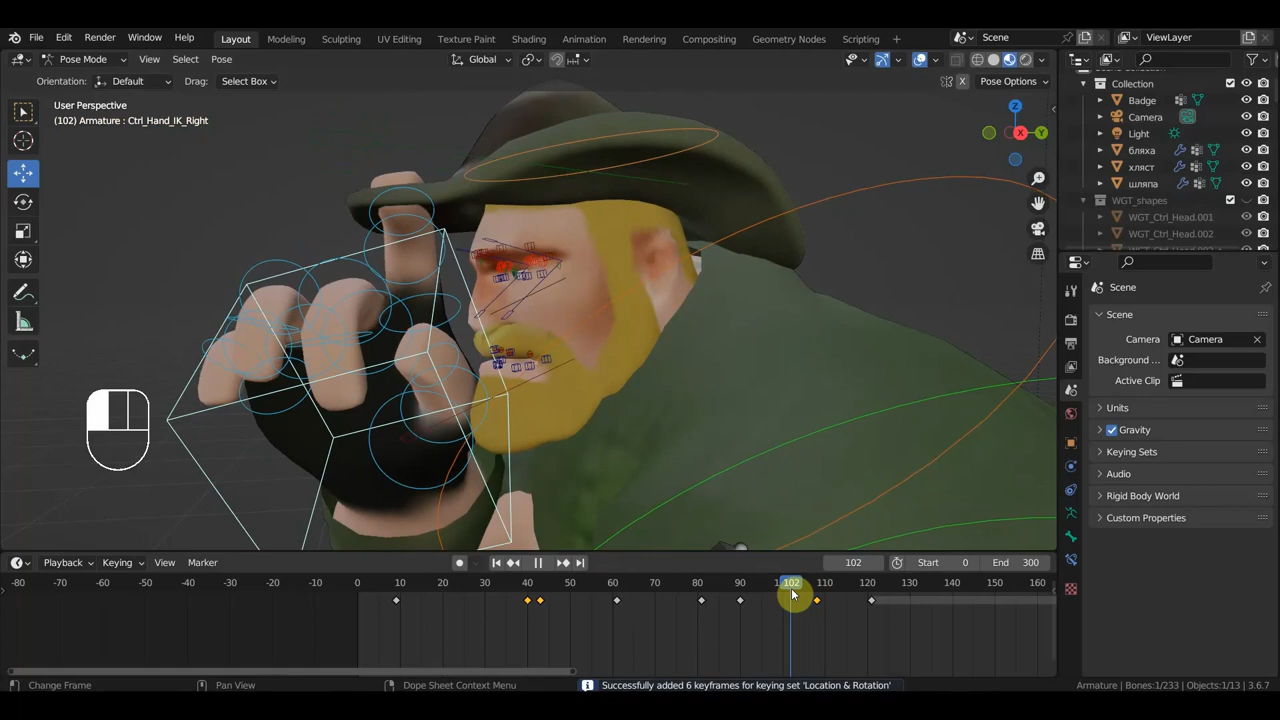 File Edit Render Window Help Layout Modeling Sculpting UV Editing Texture Paint Shading Animation Rendering Compositing Geometry Nodes Scripting + Scene ViewLayer
Pose Mode View Select Pose Global
Orientation: Default Drag: Select Box X Pose Options
User Perspective
(102) Armature : Ctrl_Hand_IK_Right
Z
X
Y
Collection
Badge
Camera
Light
бляха
хляст
шляпа
WGT_shapes
WGT_Ctrl_Head.001
WGT_Ctrl_Head.002
Scene
Scene
Camera Camera
Background ...
Active Clip
Units
Gravity
Keying Sets
Audio
Rigid Body World
Custom Properties
Playback Keying View Marker 102 Start 0 End 300
-80 -70 -60 -50 -40 -30 -20 -10 0 10 20 30 40 50 60 70 80 90 102 110 120 130 140 150 160
Change Frame Pan View Dope Sheet Context Menu Successfully added 6 keyframes for keying set 'Location & Rotation' Armature | Bones:1/233 | Objects:1/13 | 3.6.7